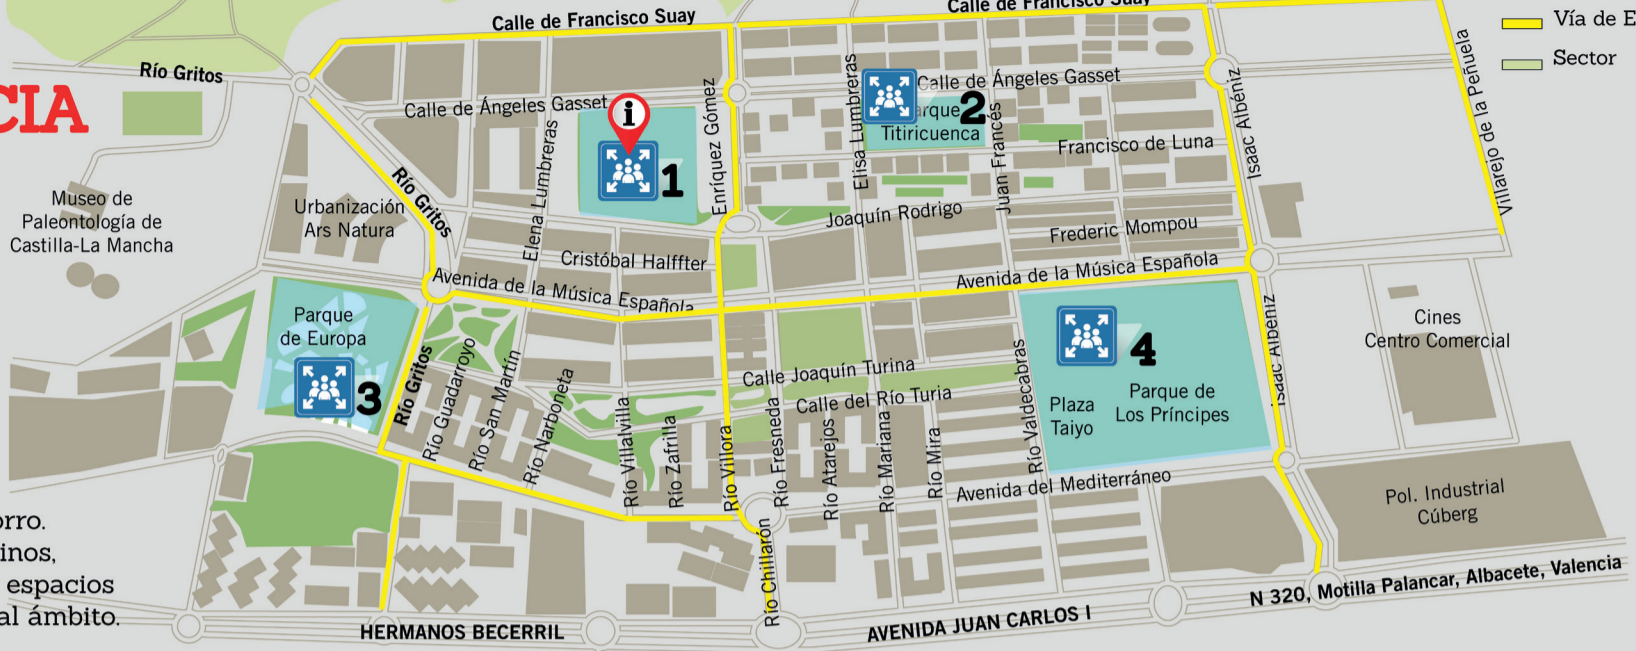 Calle de Francisco Suay
Calle de Francisco Suay
Vía de E
Sector
CIA
Río Gritos
Calle de Ángeles Gasset
i
1
Enríquez Gómez
Elisa Lumbreras
Calle de Ángeles Gasset
Parque
2
Titiricuenca
Juan Francés
Francisco de Luna
Isaac Albéniz
Villarejo de la Peñuela
Museo de
Paleontología de
Castilla-La Mancha
Urbanización
Ars Natura
Río Gritos
Elena Lumbreras
Cristóbal Halffter
Joaquín Rodrigo
Frederic Mompou
Avenida de la Música Española
Avenida de la Música Española
Parque
de Europa
3
Río Gritos
Río Guadarroyo
Río San Martín
Río Narboneta
Río Villalvilla
Río Zafrilla
Río Villora
Calle Joaquín Turina
Calle del Río Turia
Río Fresneda
Río Atarejos
Río Mariana
Río Mira
Río Valdecabras
4
Plaza
Taiyo
Parque de
Los Príncipes
Isaac Albéniz
Cines
Centro Comercial
Avenida del Mediterráneo
Pol. Industrial
Cúberg
orro.
inos,
espacios
al ámbito.
Río Chillarón
HERMANOS BECERRIL
AVENIDA JUAN CARLOS I
N 320, Motilla Palancar, Albacete, Valencia